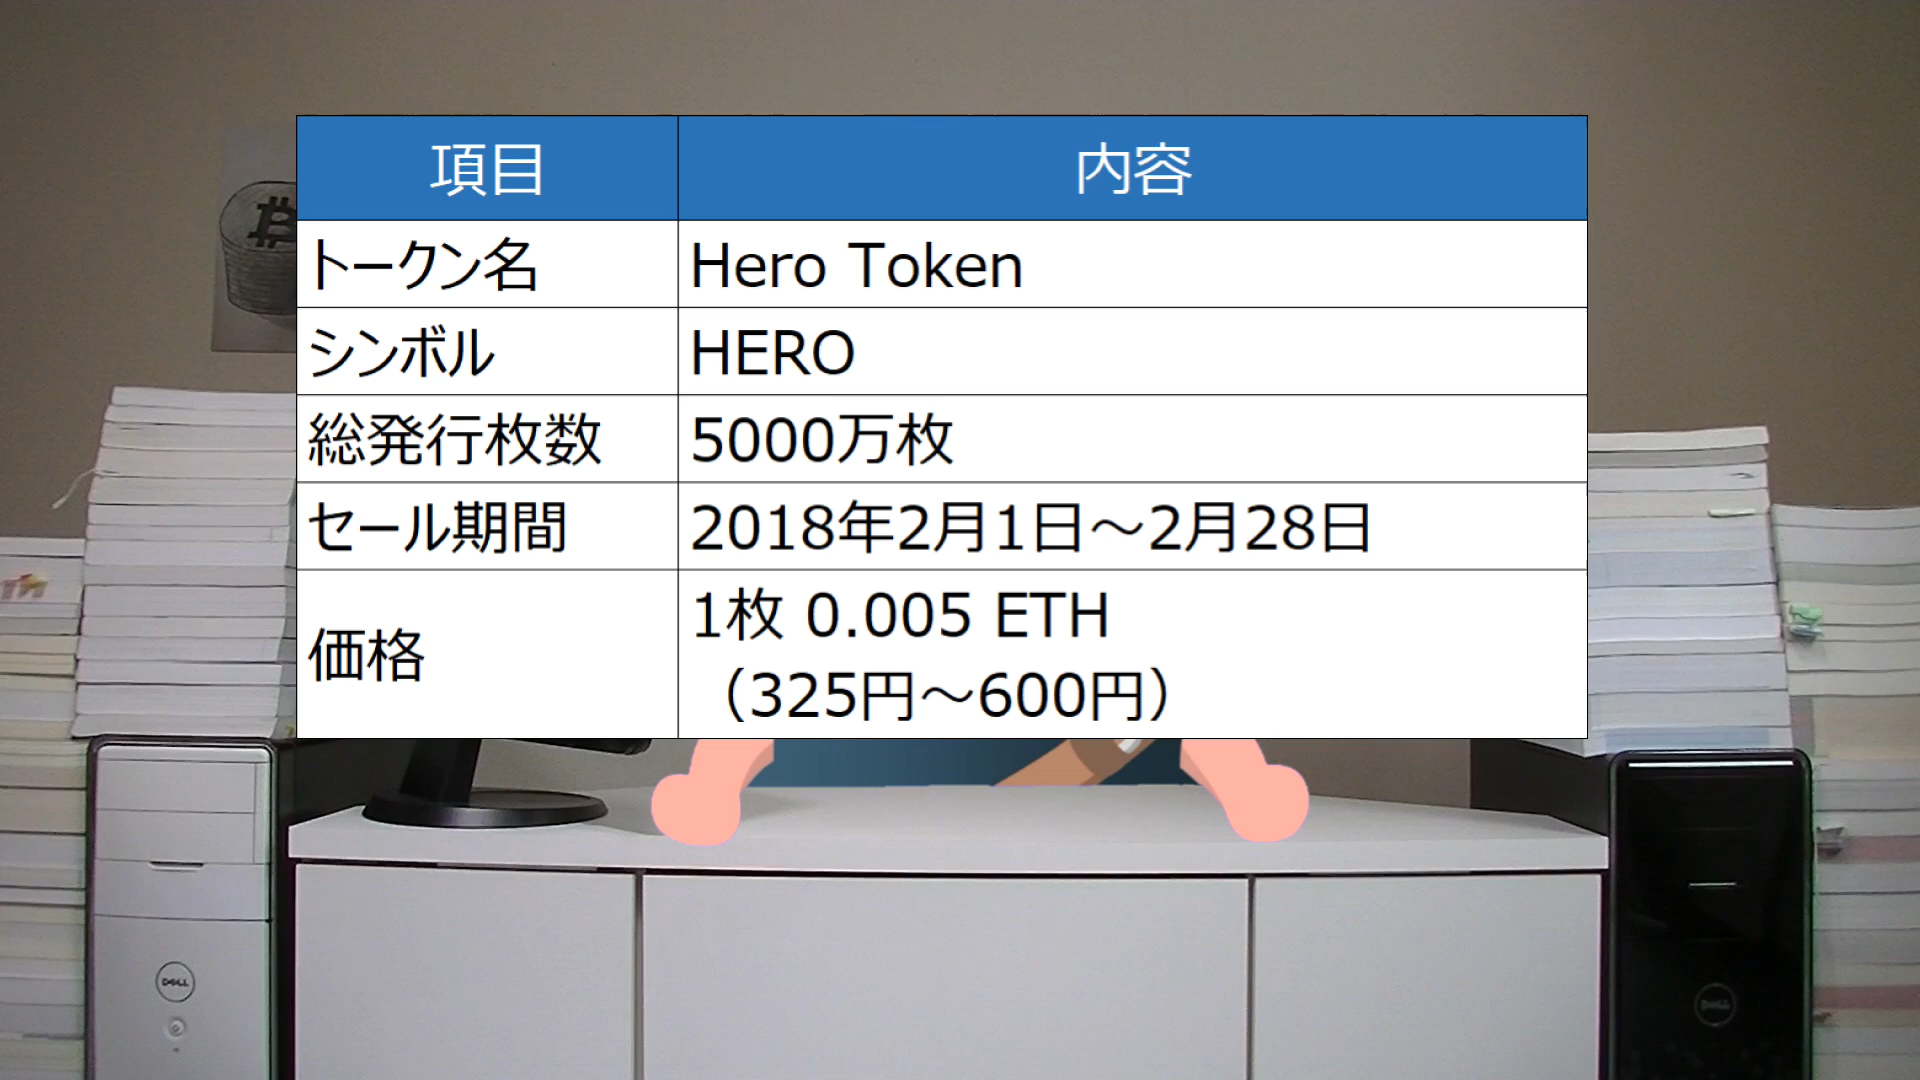 項目 内容
トークン名 Hero Token
シンボル HERO
総発行枚数 5000万枚
セール期間 2018年2月1日～2月28日
価格 1枚 0.005 ETH
（325円～600円）
DELL
DELL